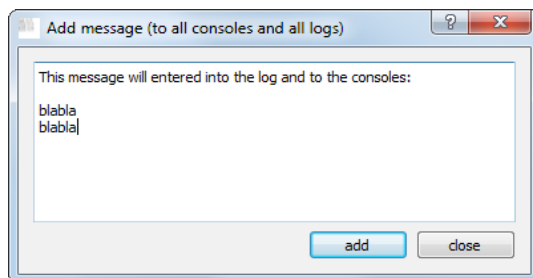 Add message (to all consoles and all logs)
?
This message will entered into the log and to the consoles:
blabla
blabla
add close